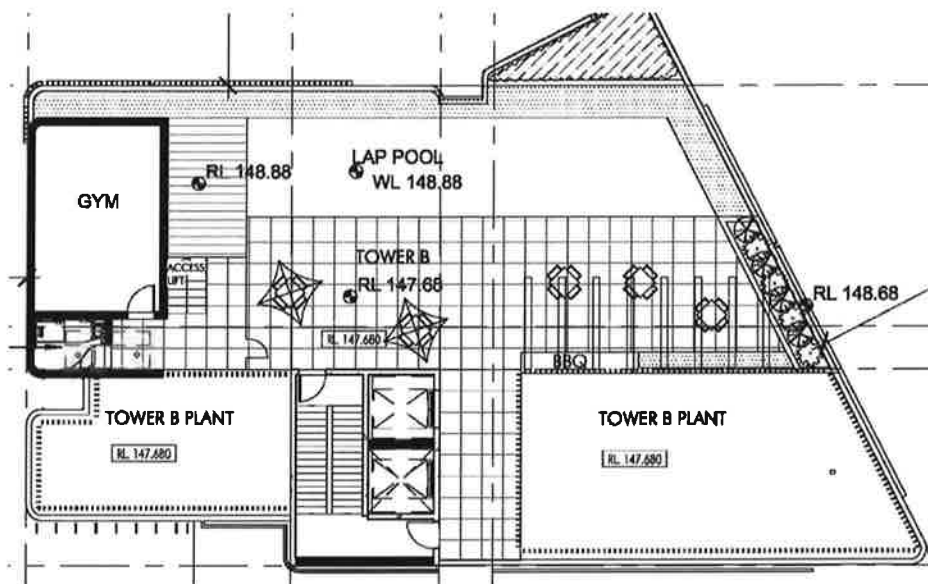 LAP POOL
RL 148.88
WL 148.88
GYM
TOWER B
ACCESS
LIFT
RL 147.68
RL 148.68
RL 147.680
BBQ
TOWER B PLANT
TOWER B PLANT
RL 147.680
RL 147.680